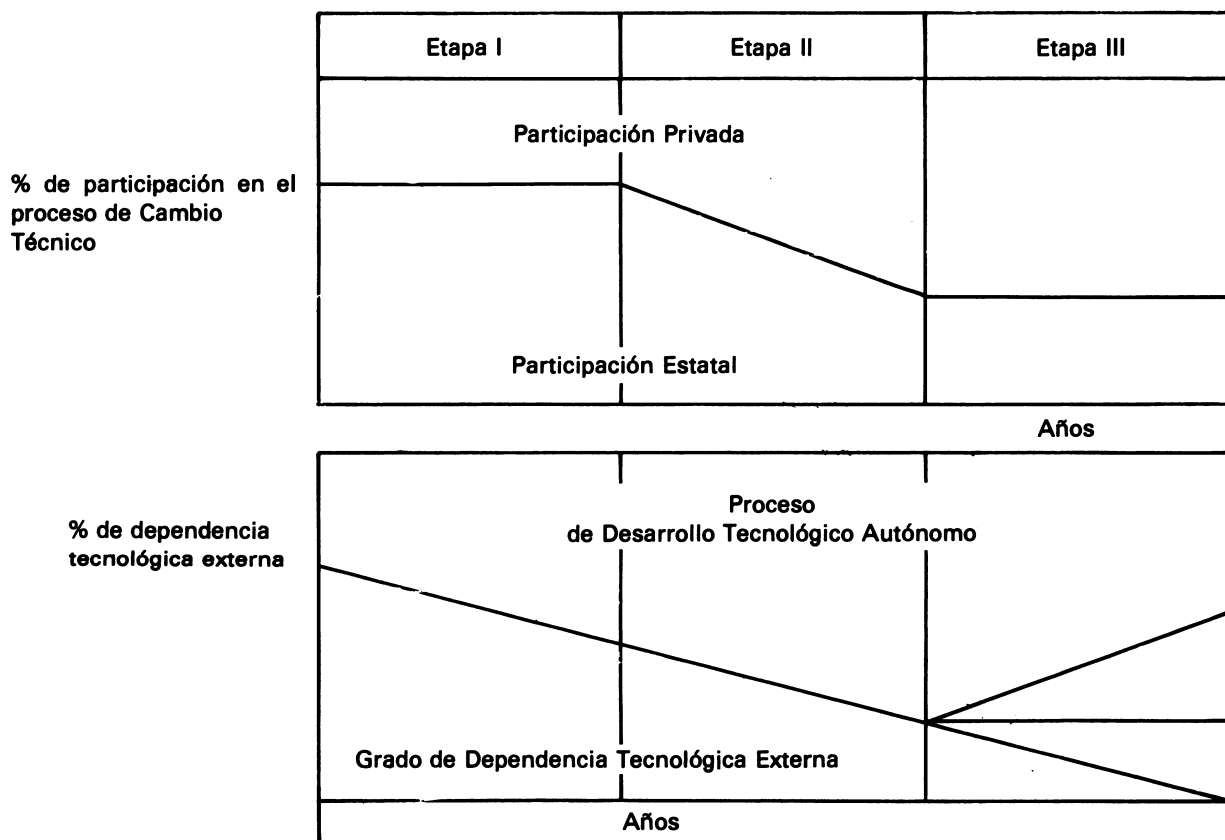 Etapa I
Etapa II
Etapa III
Participación Privada
% de participación en el
proceso de Cambio
Técnico
Participación Estatal
Años
% de dependencia
tecnológica externa
Proceso
de Desarrollo Tecnológico Autónomo
Grado de Dependencia Tecnológica Externa
Años